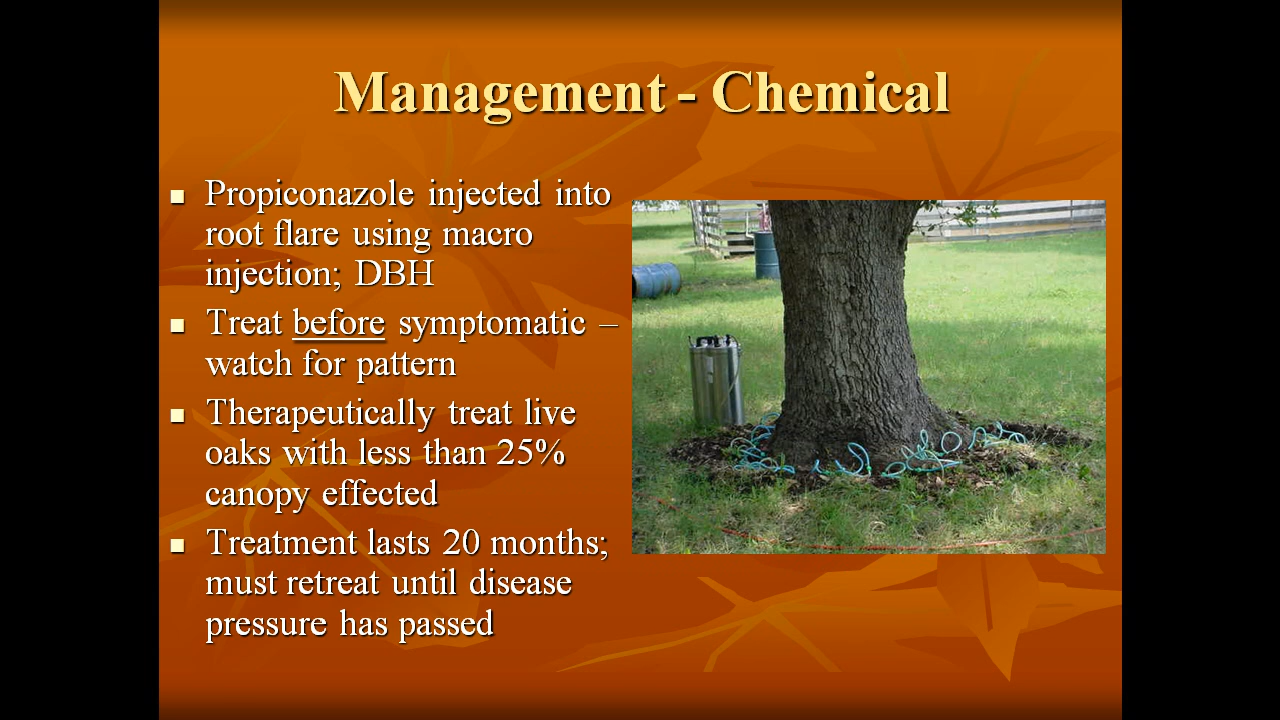 Management - Chemical
Propiconazole injected into
root flare using macro
injection; DBH
Treat before symptomatic –
watch for pattern
Therapeutically treat live
oaks with less than 25%
canopy effected
Treatment lasts 20 months;
must retreat until disease
pressure has passed